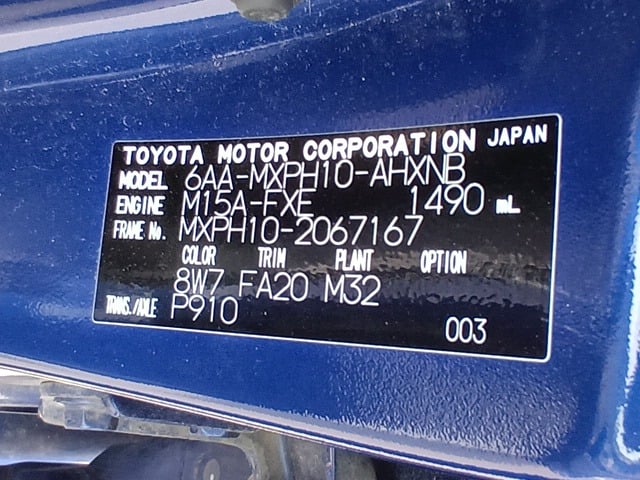 TOYOTA MOTOR CORPORATION JAPAN
MODEL 6AA-MXPH10-AHXNB
ENGINE M15A-FXE 1490 mL
FRAME No. MXPH10-2067167
COLOR TRIM PLANT OPTION
8W7 FA20 M32
TRANS./AXLE P910
003